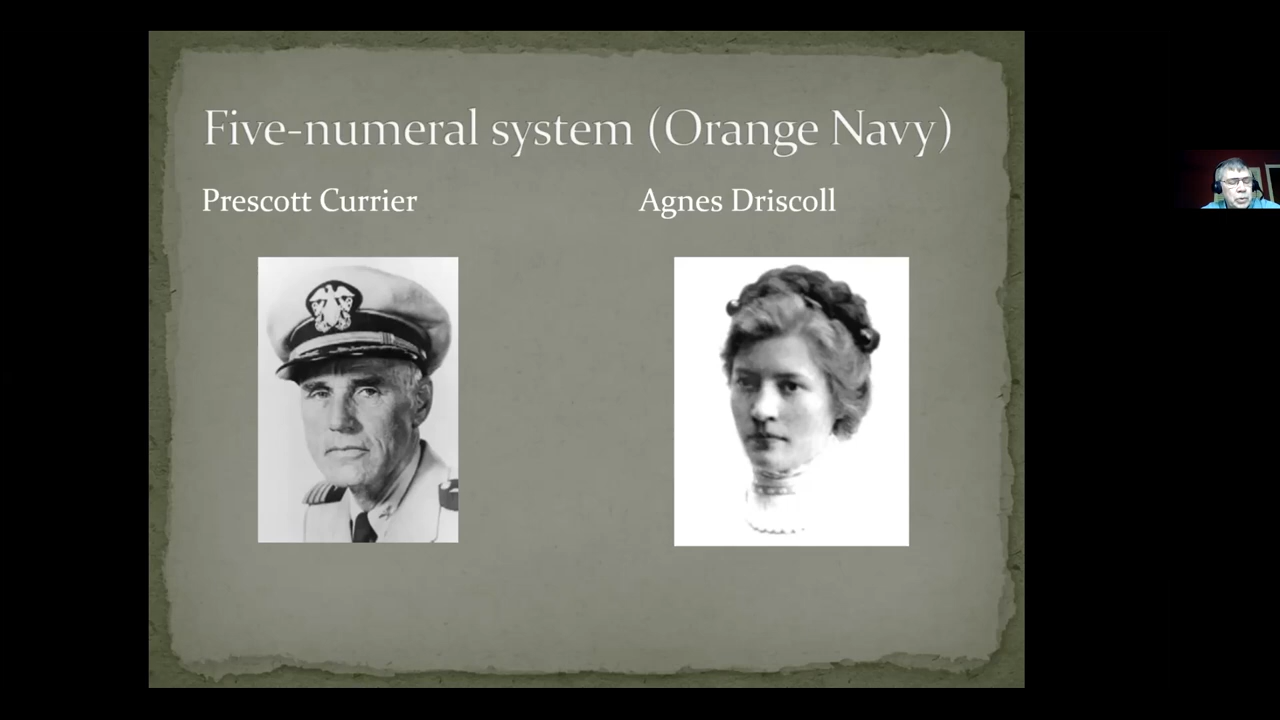 Five-numeral system (Orange Navy)
Prescott Currier
Agnes Driscoll